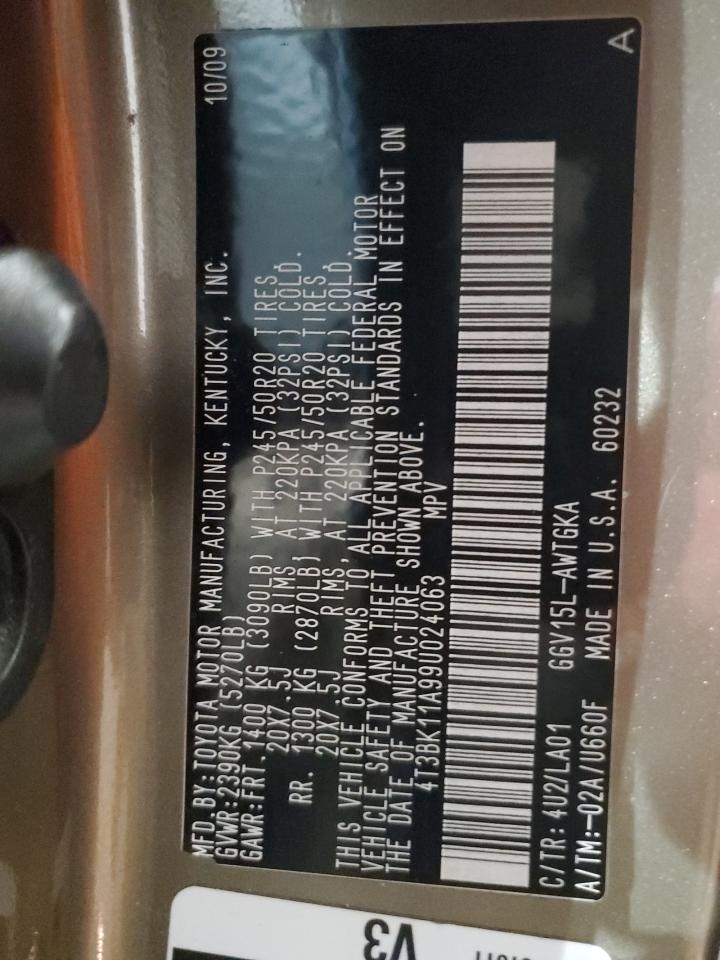 MFD.BY:TOYOTA MOTOR MANUFACTURING, KENTUCKY, INC. 10/09
GVWR:2390KG (5270LB)
GAWR:FRT.1400 KG (3090LB) WITH P245/50R20 TIRES,
20X7.5J RIMS, AT 220KPA (32PSI) COLD.
RR. 1300 KG (2870LB) WITH P245/50R20 TIRES,
20X7.5J RIMS, AT 220KPA (32PSI) COLD.
THIS VEHICLE CONFORMS TO ALL APPLICABLE FEDERAL MOTOR
VEHICLE SAFETY AND THEFT PREVENTION STANDARDS IN EFFECT ON
THE DATE OF MANUFACTURE SHOWN ABOVE.
4T3BK11A99U024063 MPV
C/TR: 4U2/LA01 GGV15L-AWTGKA
A/TM:-02A/U660F MADE IN U.S.A. 60232 A
V3